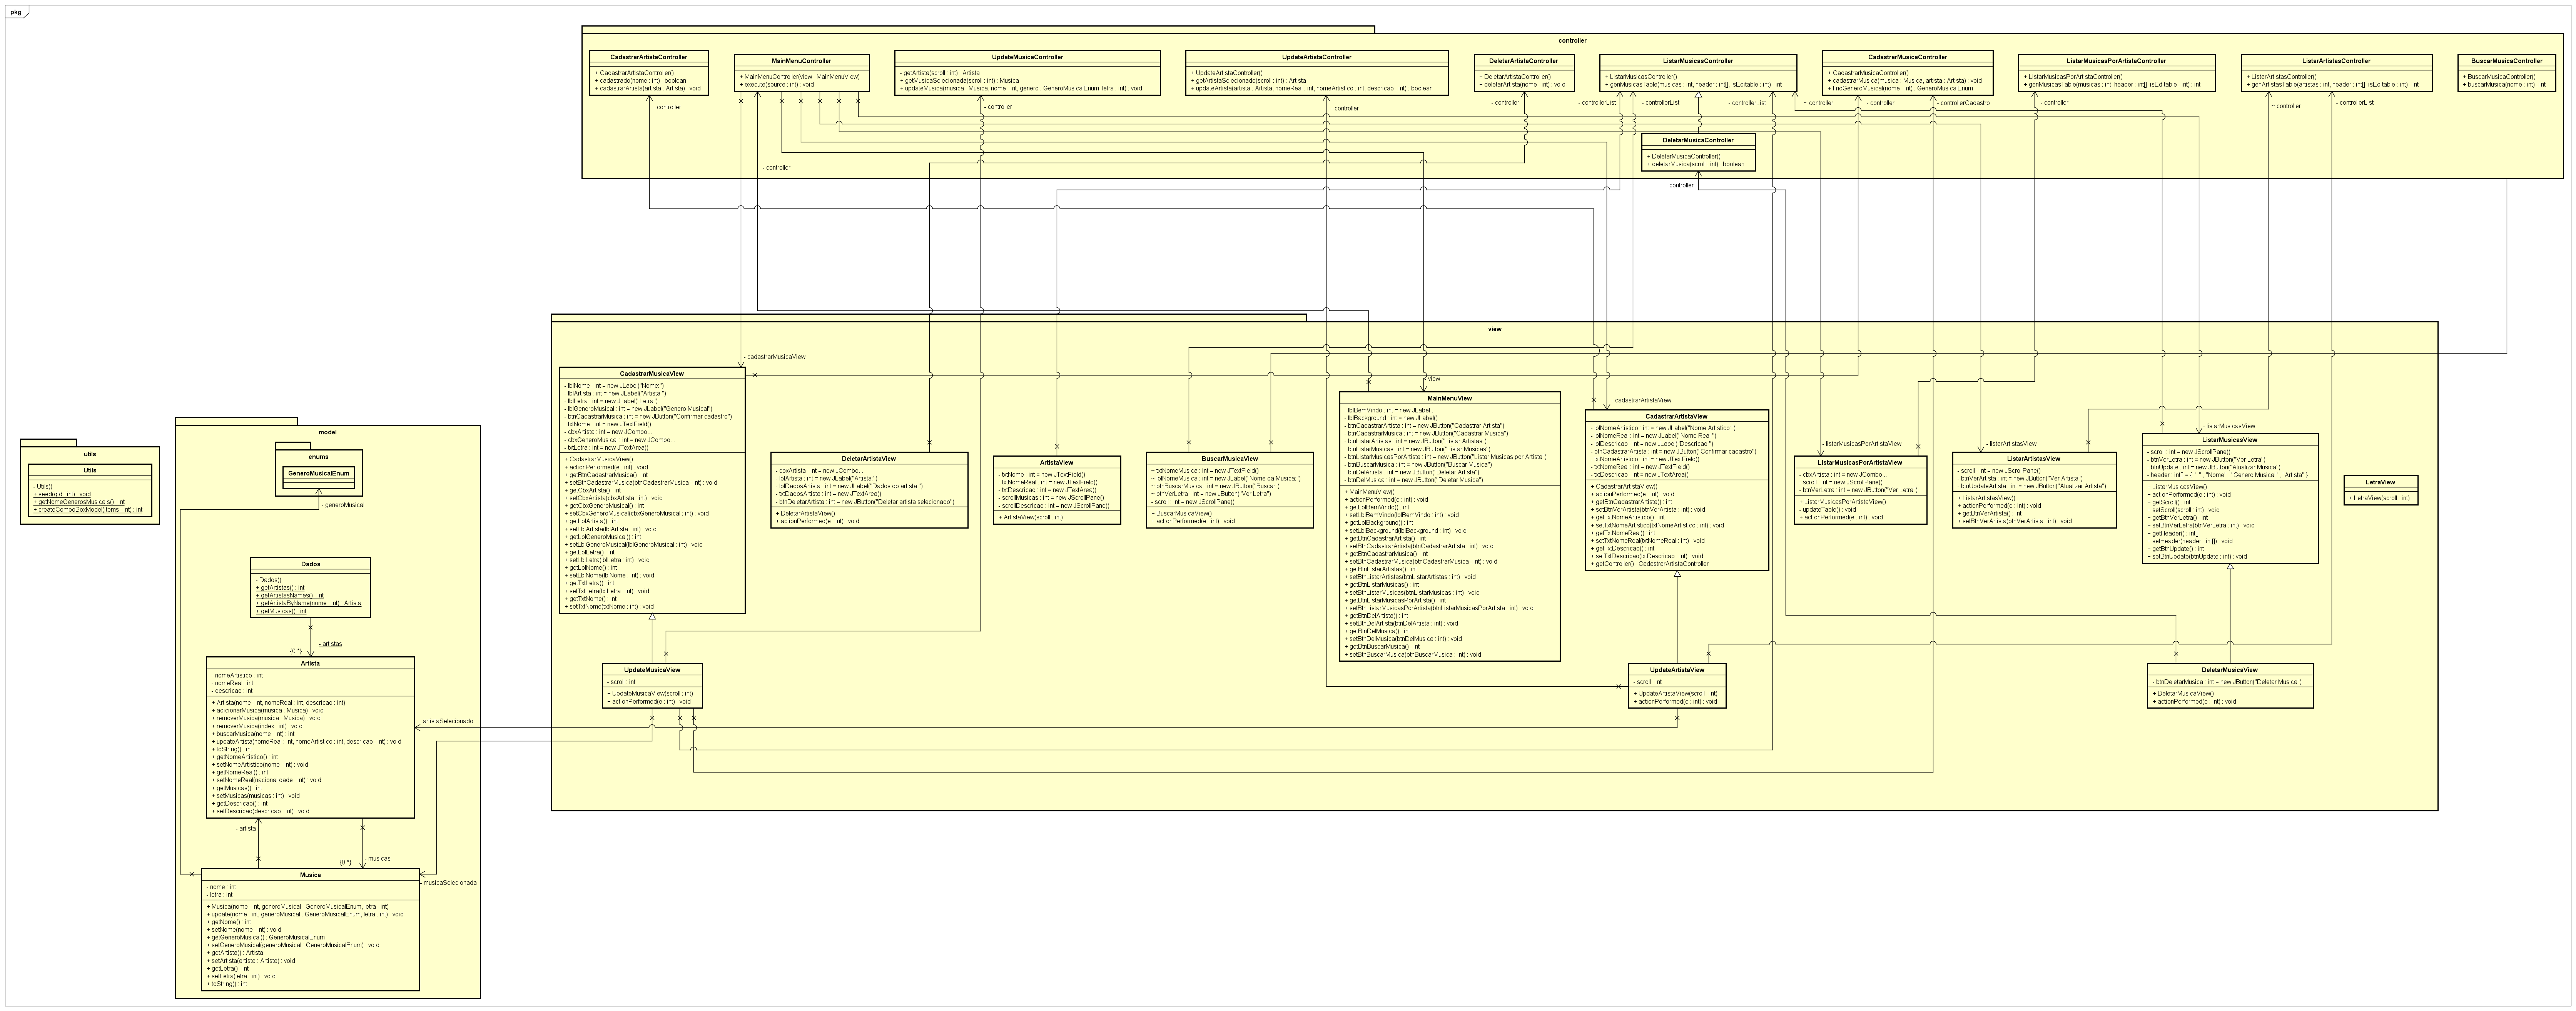 pkg
controller
CadastrarArtistaController
+ CadastrarArtistaController()
+ cadastrado(nome : int) : boolean
+ cadastrarArtista(artista : Artista) : void
MainMenuController
+ MainMenuController(view : MainMenuView)
+ execute(source : int) : void
UpdateMusicaController
- getArtista(scroll : int) : Artista
+ getMusicaSelecionada(scroll : int) : Musica
+ updateMusica(musica : Musica, nome : int, genero : GeneroMusicalEnum, letra : int) : void
UpdateArtistaController
+ UpdateArtistaController()
+ getArtistaSelecionado(scroll : int) : Artista
+ updateArtista(artista : Artista, nomeReal : int, nomeArtistico : int, descricao : int) : boolean
DeletarArtistaController
+ DeletarArtistaController()
+ deletarArtista(nome : int) : void
ListarMusicasController
+ ListarMusicasController()
+ genMusicasTable(musicas : int, header : int[], isEditable : int) : int
CadastrarMusicaController
+ CadastrarMusicaController()
+ cadastrarMusica(musica : Musica, artista : Artista) : void
+ findGeneroMusical(nome : int) : GeneroMusicalEnum
ListarMusicasPorArtistaController
+ ListarMusicasPorArtistaController()
+ genMusicasTable(musicas : int, header : int[], isEditable : int) : int
ListarArtistasController
+ ListarArtistasController()
+ genArtistasTable(artistas : int, header : int[], isEditable : int) : int
BuscarMusicaController
+ BuscarMusicaController()
+ buscarMusica(nome : int) : int
- controller
- controller
- controller
- controller
- controllerList
- controllerList
- controllerList
~ controller
- controller
- controllerCadastro
- controller
~ controller
- controllerList
DeletarMusicaController
+ DeletarMusicaController()
+ deletarMusica(scroll : int) : boolean
- controller
- controller
view
- cadastrarMusicaView
- view
- cadastrarArtistaView
- listarMusicasPorArtistaView
- listarArtistasView
- listarMusicasView
CadastrarMusicaView
- lblNome : int = new JLabel("Nome:")
- lblArtista : int = new JLabel("Artista:")
- lblLetra : int = new JLabel("Letra")
- lblGeneroMusical : int = new JLabel("Genero Musical")
- btnCadastrarMusica : int = new JButton("Confirmar cadastro")
- txtNome : int = new JTextField()
- cbxArtista : int = new JCombo...
- cbxGeneroMusical : int = new JCombo...
- txtLetra : int = new JTextArea()
+ CadastrarMusicaView()
+ actionPerformed(e : int) : void
+ getBtnCadastrarMusica() : int
+ setBtnCadastrarMusica(btnCadastrarMusica : int) : void
+ getCbxArtista() : int
+ setCbxArtista(cbxArtista : int) : void
+ getCbxGeneroMusical() : int
+ setCbxGeneroMusical(cbxGeneroMusical : int) : void
+ getLblArtista() : int
+ setLblArtista(lblArtista : int) : void
+ getLblGeneroMusical() : int
+ setLblGeneroMusical(lblGeneroMusical : int) : void
+ getLblLetra() : int
+ setLblLetra(lblLetra : int) : void
+ getLblNome() : int
+ setLblNome(lblNome : int) : void
+ getTxtLetra() : int
+ setTxtLetra(txtLetra : int) : void
+ getTxtNome() : int
+ setTxtNome(txtNome : int) : void
DeletarArtistaView
- cbxArtista : int = new JCombo...
- lblArtista : int = new JLabel("Artista:")
- lblDadosArtista : int = new JLabel("Dados do artista:")
- txtDadosArtista : int = new JTextArea()
- btnDeletarArtista : int = new JButton("Deletar artista selecionado")
+ DeletarArtistaView()
+ actionPerformed(e : int) : void
ArtistaView
- txtNome : int = new JTextField()
- txtNomeReal : int = new JTextField()
- txtDescricao : int = new JTextArea()
- scrollMusicas : int = new JScrollPane()
- scrollDescricao : int = new JScrollPane()
+ ArtistaView(scroll : int)
BuscarMusicaView
~ txtNomeMusica : int = new JTextField()
~ lblNomeMusica : int = new JLabel("Nome da Musica:")
~ btnBuscarMusica : int = new JButton("Buscar")
~ btnVerLetra : int = new JButton("Ver Letra")
- scroll : int = new JScrollPane()
+ BuscarMusicaView()
+ actionPerformed(e : int) : void
MainMenuView
- lblBemVindo : int = new JLabel...
- lblBackground : int = new JLabel()
- btnCadastrarArtista : int = new JButton("Cadastrar Artista")
- btnCadastrarMusica : int = new JButton("Cadastrar Musica")
- btnListarArtistas : int = new JButton("Listar Artistas")
- btnListarMusicas : int = new JButton("Listar Musicas")
- btnListarMusicasPorArtista : int = new JButton("Listar Musicas por Artista")
- btnBuscarMusica : int = new JButton("Buscar Musica")
- btnDelArtista : int = new JButton("Deletar Artista")
- btnDelMusica : int = new JButton("Deletar Musica")
+ MainMenuView()
+ actionPerformed(e : int) : void
+ getLblBemVindo() : int
+ setLblBemVindo(lblBemVindo : int) : void
+ getLblBackground() : int
+ setLblBackground(lblBackground : int) : void
+ getBtnCadastrarArtista() : int
+ setBtnCadastrarArtista(btnCadastrarArtista : int) : void
+ getBtnCadastrarMusica() : int
+ setBtnCadastrarMusica(btnCadastrarMusica : int) : void
+ getBtnListarArtistas() : int
+ setBtnListarArtistas(btnListarArtistas : int) : void
+ getBtnListarMusicas() : int
+ setBtnListarMusicas(btnListarMusicas : int) : void
+ getBtnListarMusicasPorArtista() : int
+ setBtnListarMusicasPorArtista(btnListarMusicasPorArtista : int) : void
+ getBtnDelArtista() : int
+ setBtnDelArtista(btnDelArtista : int) : void
+ getBtnDelMusica() : int
+ setBtnDelMusica(btnDelMusica : int) : void
+ getBtnBuscarMusica() : int
+ setBtnBuscarMusica(btnBuscarMusica : int) : void
CadastrarArtistaView
- lblNomeArtistico : int = new JLabel("Nome Artistico:")
- lblNomeReal : int = new JLabel("Nome Real:")
- lblDescricao : int = new JLabel("Descricao:")
- btnCadastrarArtista : int = new JButton("Confirmar cadastro")
- txtNomeArtistico : int = new JTextField()
- txtNomeReal : int = new JTextField()
- txtDescricao : int = new JTextArea()
+ CadastrarArtistaView()
+ actionPerformed(e : int) : void
+ getBtnCadastrarArtista() : int
+ setBtnVerArtista(btnVerArtista : int) : void
+ getTxtNomeArtistico() : int
+ setTxtNomeArtistico(txtNomeArtistico : int) : void
+ getTxtNomeReal() : int
+ setTxtNomeReal(txtNomeReal : int) : void
+ getTxtDescricao() : int
+ setTxtDescricao(txtDescricao : int) : void
+ getController() : CadastrarArtistaController
ListarMusicasPorArtistaView
- cbxArtista : int = new JCombo...
- scroll : int = new JScrollPane()
- btnVerLetra : int = new JButton("Ver Letra")
+ ListarMusicasPorArtistaView()
- updateTable() : void
+ actionPerformed(e : int) : void
ListarArtistasView
- scroll : int = new JScrollPane()
- btnVerArtista : int = new JButton("Ver Artista")
- btnUpdateArtista : int = new JButton("Atualizar Artista")
+ ListarArtistasView()
+ actionPerformed(e : int) : void
+ getBtnVerArtista() : int
+ setBtnVerArtista(btnVerArtista : int) : void
ListarMusicasView
- scroll : int = new JScrollPane()
- btnVerLetra : int = new JButton("Ver Letra")
- btnUpdate : int = new JButton("Atualizar Musica")
- header : int[] = { " " , "Nome" , "Genero Musical" , "Artista" }
+ ListarMusicasView()
+ actionPerformed(e : int) : void
+ getScroll() : int
+ setScroll(scroll : int) : void
+ getBtnVerLetra() : int
+ setBtnVerLetra(btnVerLetra : int) : void
+ getHeader() : int[]
+ setHeader(header : int[]) : void
+ getBtnUpdate() : int
+ setBtnUpdate(btnUpdate : int) : void
LetraView
+ LetraView(scroll : int)
UpdateMusicaView
- scroll : int
+ UpdateMusicaView(scroll : int)
+ actionPerformed(e : int) : void
UpdateArtistaView
- scroll : int
+ UpdateArtistaView(scroll : int)
+ actionPerformed(e : int) : void
DeletarMusicaView
- btnDeletarMusica : int = new JButton("Deletar Musica")
+ DeletarMusicaView()
+ actionPerformed(e : int) : void
utils
Utils
- Utils()
+ seed(qtd : int) : void
+ getNomeGenerosMusicais() : int
+ createComboBoxModel(items : int) : int
model
enums
GeneroMusicalEnum
- generoMusical
Dados
- Dados()
+ getArtistas() : int
+ getArtistasNames() : int
+ getArtistaByName(nome : int) : Artista
+ getMusicas() : int
- artistas
{0-*}
Artista
- nomeArtistico : int
- nomeReal : int
- descricao : int
+ Artista(nome : int, nomeReal : int, descricao : int)
+ adicionarMusica(musica : Musica) : void
+ removerMusica(musica : Musica) : void
+ removerMusica(index : int) : void
+ buscarMusica(nome : int) : int
+ updateArtista(nomeReal : int, nomeArtistico : int, descricao : int) : void
+ toString() : int
+ getNomeArtistico() : int
+ setNomeArtistico(nome : int) : void
+ getNomeReal() : int
+ setNomeReal(nacionalidade : int) : void
+ getMusicas() : int
+ setMusicas(musicas : int) : void
+ getDescricao() : int
+ setDescricao(descricao : int) : void
- artistaSelecionado
- artista
- musicas
{0-*}
- musicaSelecionada
Musica
- nome : int
- letra : int
+ Musica(nome : int, generoMusical : GeneroMusicalEnum, letra : int)
+ update(nome : int, generoMusical : GeneroMusicalEnum, letra : int) : void
+ getNome() : int
+ setNome(nome : int) : void
+ getGeneroMusical() : GeneroMusicalEnum
+ setGeneroMusical(generoMusical : GeneroMusicalEnum) : void
+ getArtista() : Artista
+ setArtista(artista : Artista) : void
+ getLetra() : int
+ setLetra(letra : int) : void
+ toString() : int